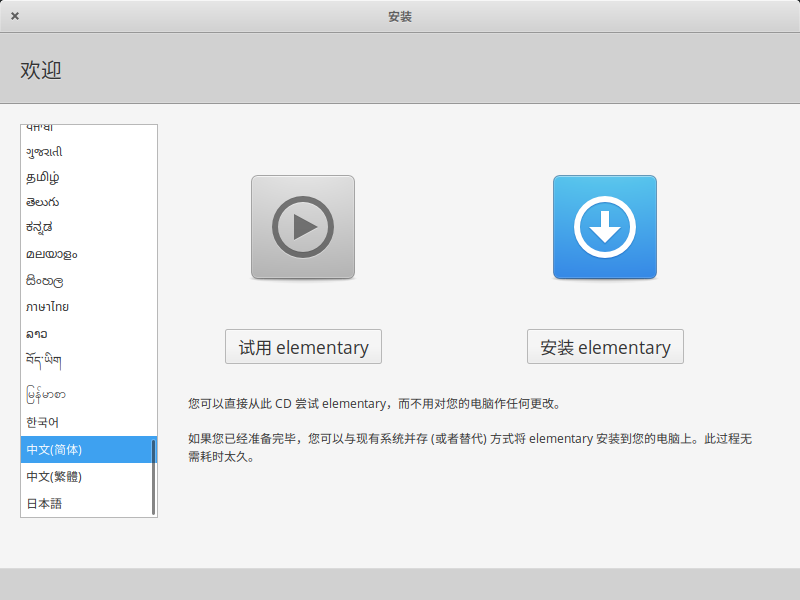 安装
欢迎
ગુજરાતી
தமிழ்
తెలుగు
ಕನ್ನಡ
മലയാളം
සිංහල
ภาษาไทย
ລາວ
བོད་ཡིག
မြန်မာစာ
한국어
中文(简体)
中文(繁體)
日本語
试用 elementary
安装 elementary
您可以直接从此 CD 尝试 elementary，而不用对您的电脑作任何更改。
如果您已经准备完毕，您可以与现有系统并存 (或者替代) 方式将 elementary 安装到您的电脑上。此过程无
需耗时太久。